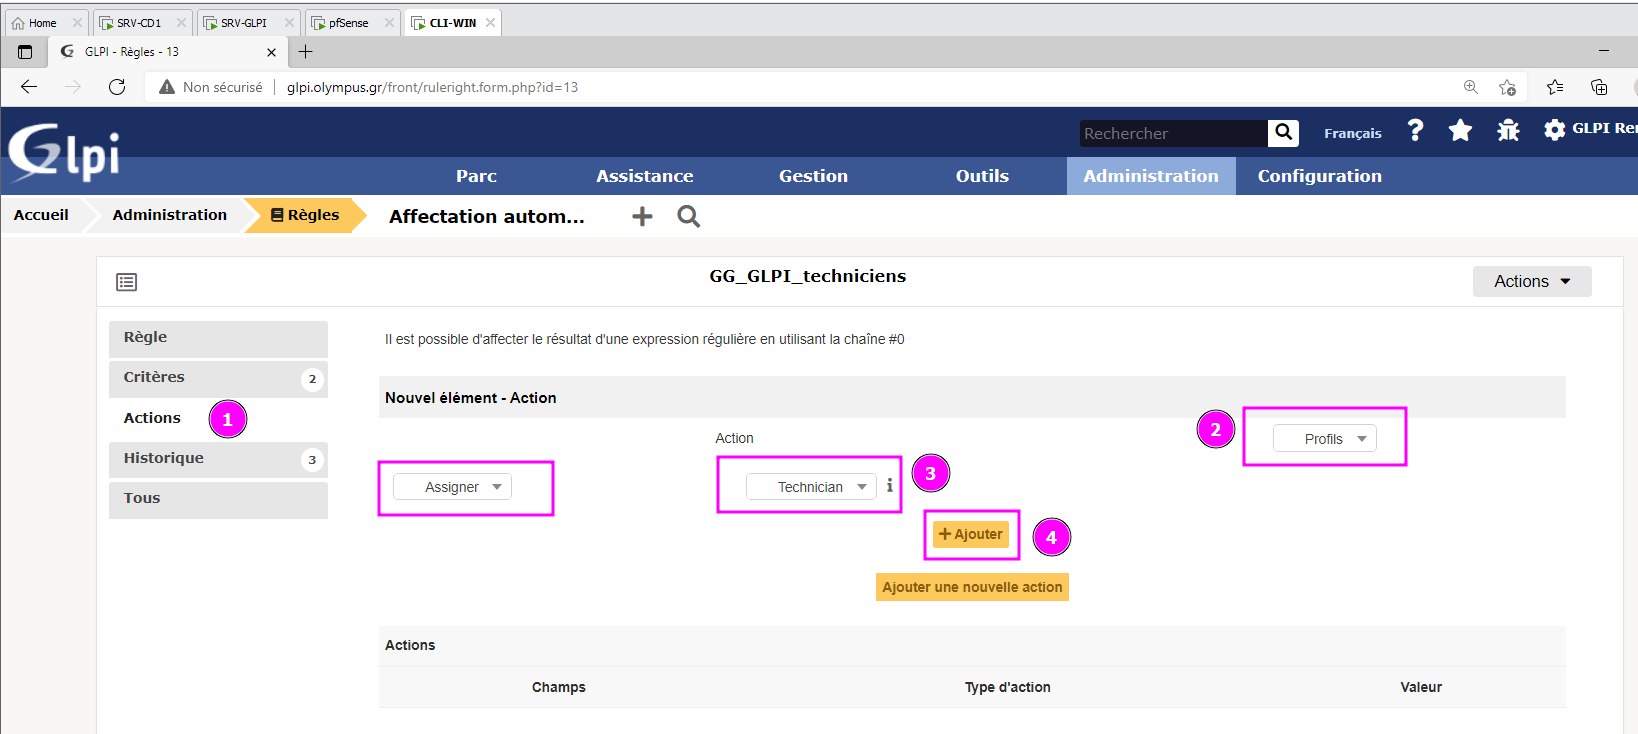 Home SRV-CD1 SRV-GLPI pfSense CLI-WIN
GLPI - Règles - 13
Non sécurisé glpi.olympus.gr/front/ruleright.form.php?id=13
Glpi
Rechercher Français ? GLPI Rer
Parc Assistance Gestion Outils Administration Configuration
Accueil Administration Règles Affectation autom...
GG_GLPI_techniciens Actions
Règle
Critères 2
Actions 1
Historique 3
Tous
Il est possible d'affecter le résultat d'une expression régulière en utilisant la chaîne #0
Nouvel élément - Action
Action 2 Profils
Assigner Technician i 3
+ Ajouter 4
Ajouter une nouvelle action
Actions
Champs Type d'action Valeur